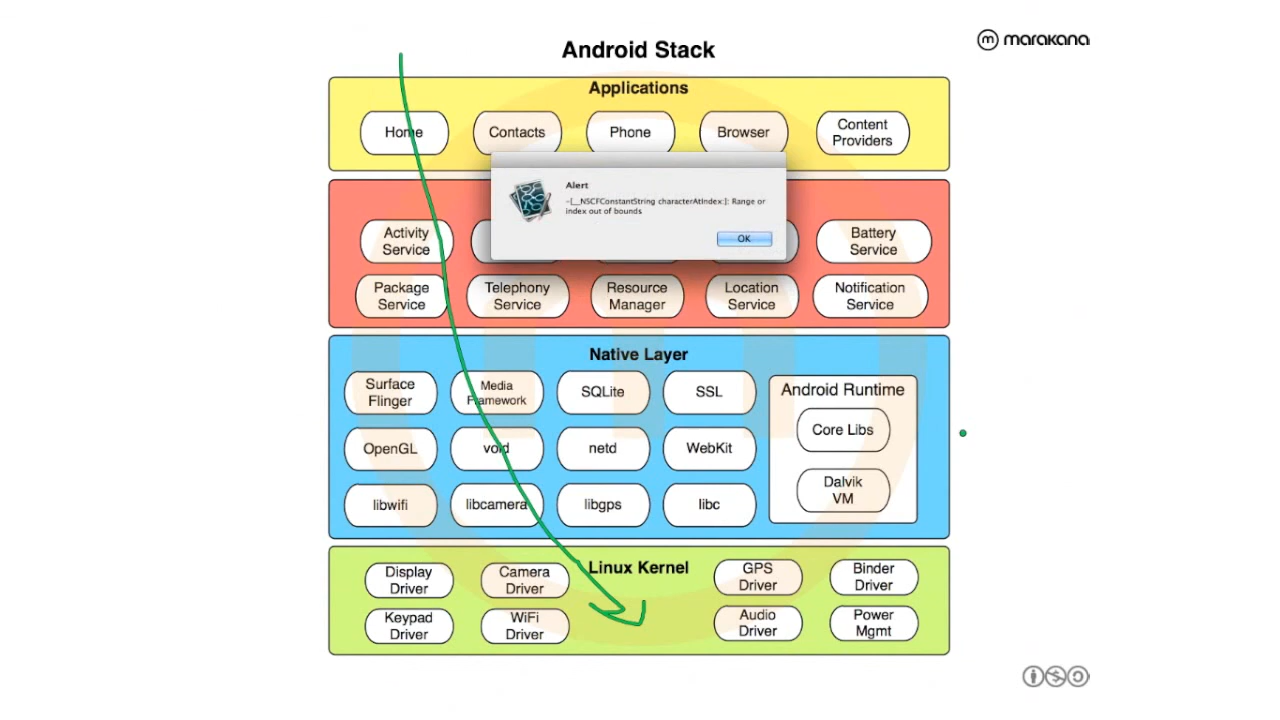 marakana
Android Stack
Applications
Home
Contacts
Phone
Browser
Content
Providers
Alert
-[__NSCFConstantString characterAtIndex:]: Range or
index out of bounds
OK
Activity
Service
Battery
Service
Package
Service
Telephony
Service
Resource
Manager
Location
Service
Notification
Service
Native Layer
Surface
Flinger
Media
Framework
SQLite
SSL
Android Runtime
Core Libs
OpenGL
void
netd
WebKit
Dalvik
VM
libwifi
libcamera
libgps
libc
Linux Kernel
Display
Driver
Camera
Driver
GPS
Driver
Binder
Driver
Keypad
Driver
WiFi
Driver
Audio
Driver
Power
Mgmt